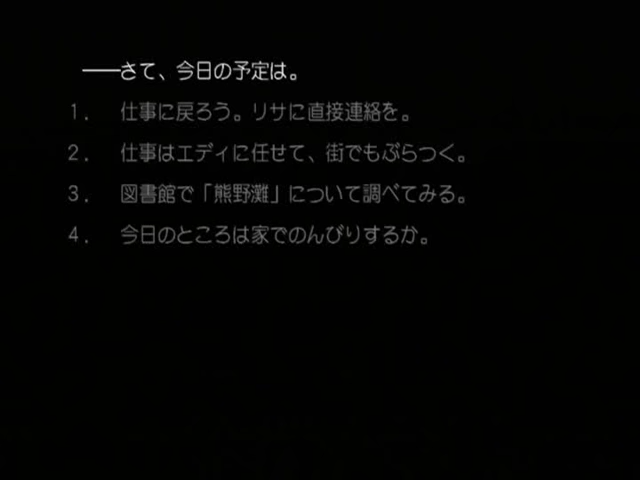 ――さて、今日の予定は。
１．　仕事に戻ろう。リサに直接連絡を。
２．　仕事はエディに任せて、街でもぶらつく。
３．　図書館で「熊野灘」について調べてみる。
４．　今日のところは家でのんびりするか。